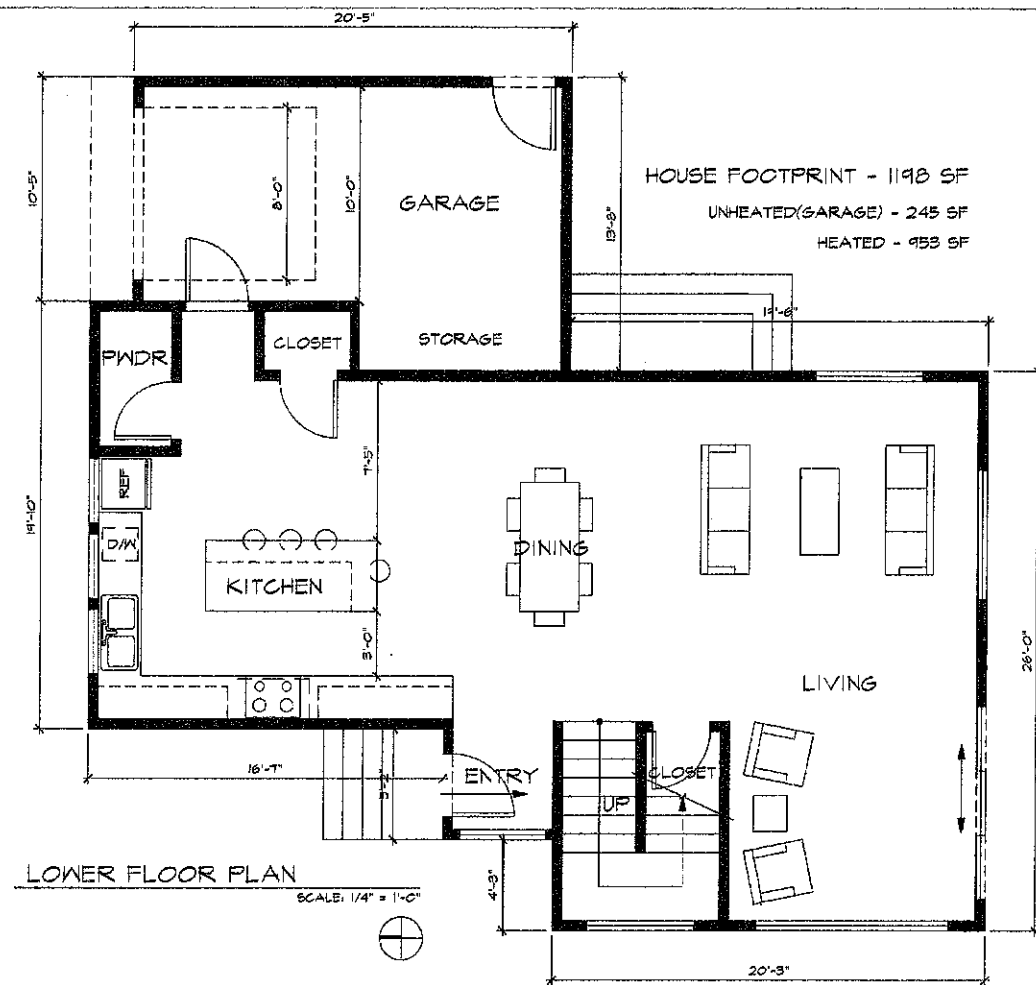 20'-5"
10'-5"
8'-0"
10'-0"
GARAGE
13'-8"
HOUSE FOOTPRINT - 1198 SF
UNHEATED(GARAGE) - 245 SF
HEATED - 953 SF
PWDR
CLOSET
STORAGE
7'-5"
REF
D/W
19'-10"
KITCHEN
DINING
3'-0"
LIVING
26'-0"
16'-7"
5'-2"
ENTRY
UP
CLOSET
LOWER FLOOR PLAN
SCALE: 1/4" = 1'-0"
4'-3"
20'-3"